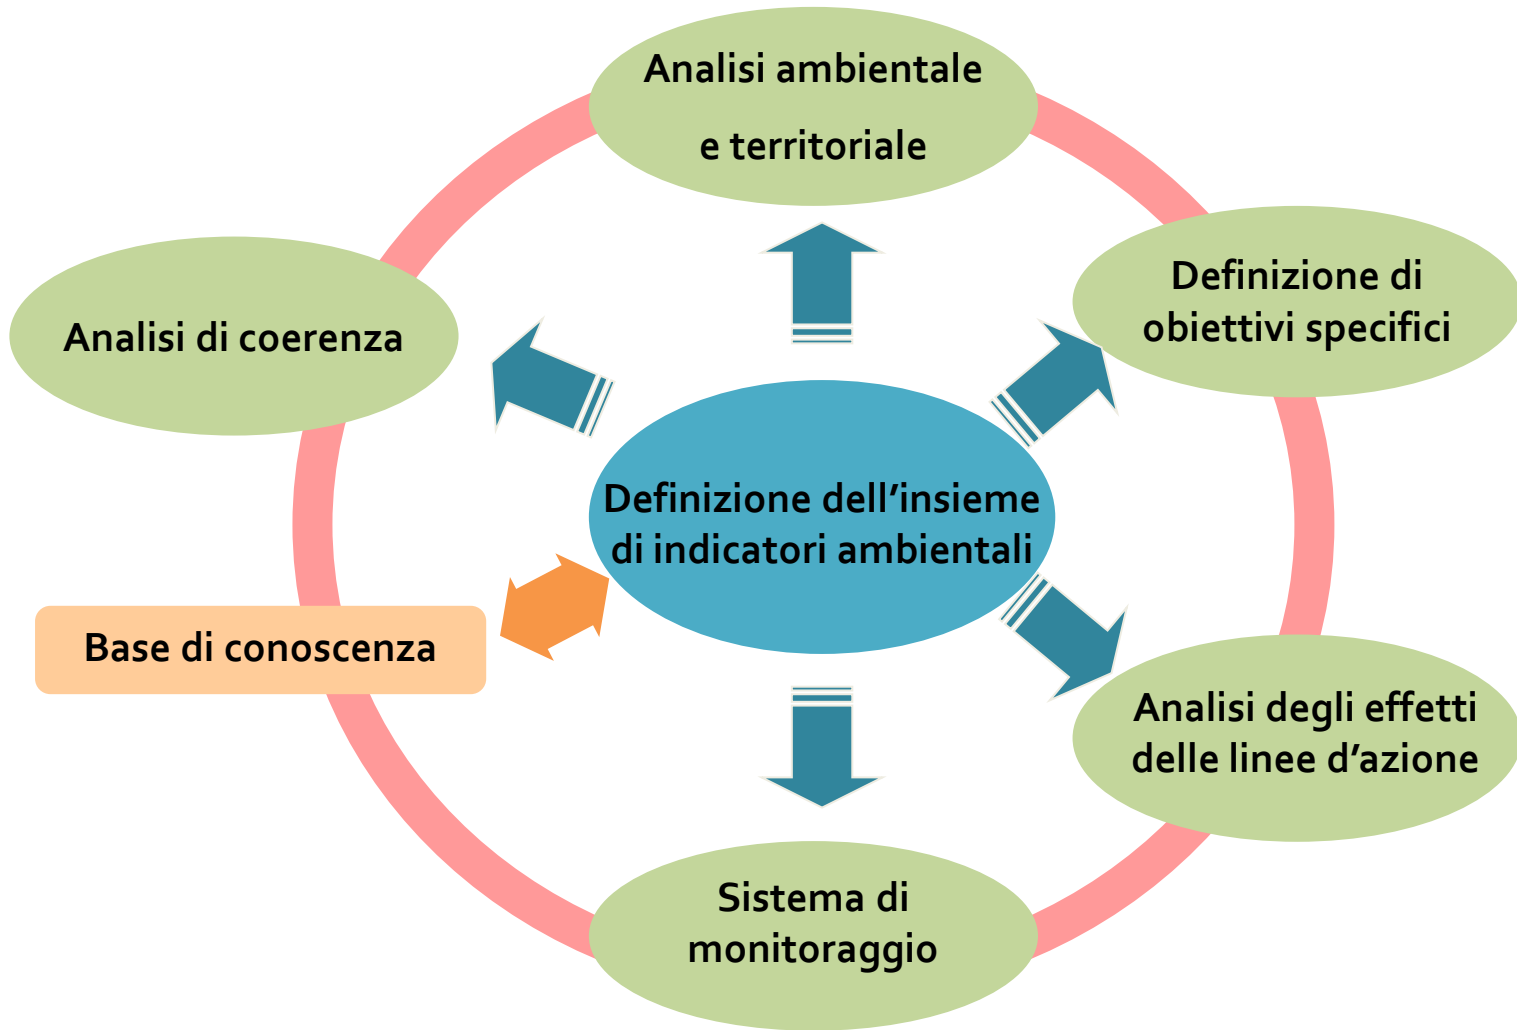 Analisi ambientale
e territoriale
Definizione di
obiettivi specifici
Analisi di coerenza
Definizione dell’insieme
di indicatori ambientali
Base di conoscenza
Analisi degli effetti
delle linee d’azione
Sistema di
monitoraggio